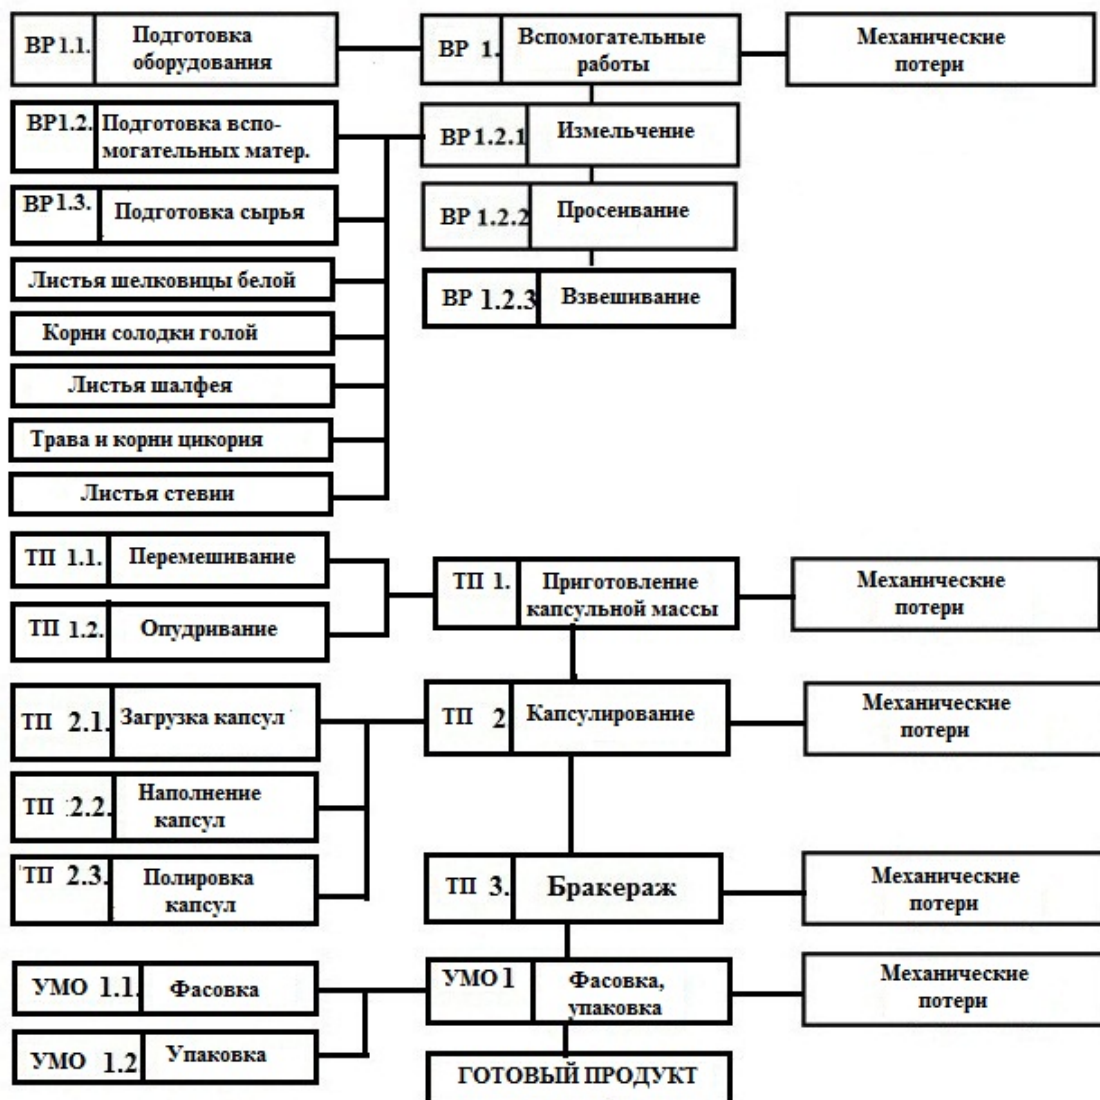 ВР 1.1. Подготовка
оборудования
ВР 1. Вспомогательные
работы
Механические
потери
ВР1.2. Подготовка вспо-
могательных матер.
ВР1.2.1 Измельчение
ВР1.3. Подготовка сырья
ВР 1.2.2 Просеивание
Листья шелковицы белой
ВР 1.2.3 Взвешивание
Корни солодки голой
Листья шалфея
Трава и корни цикория
Листья стевии
ТП 1.1. Перемешивание
ТП 1. Приготовление
капсульной массы
Механические
потери
ТП 1.2. Опудривание
ТП 2.1. Загрузка капсул
ТП 2 Капсулирование
Механические
потери
ТП 2.2. Наполнение
капсул
ТП 2.3. Полировка
капсул
ТП 3. Бракераж
Механические
потери
УМО 1.1. Фасовка
УМО 1 Фасовка,
упаковка
Механические
потери
УМО 1.2 Упаковка
ГОТОВЫЙ ПРОДУКТ